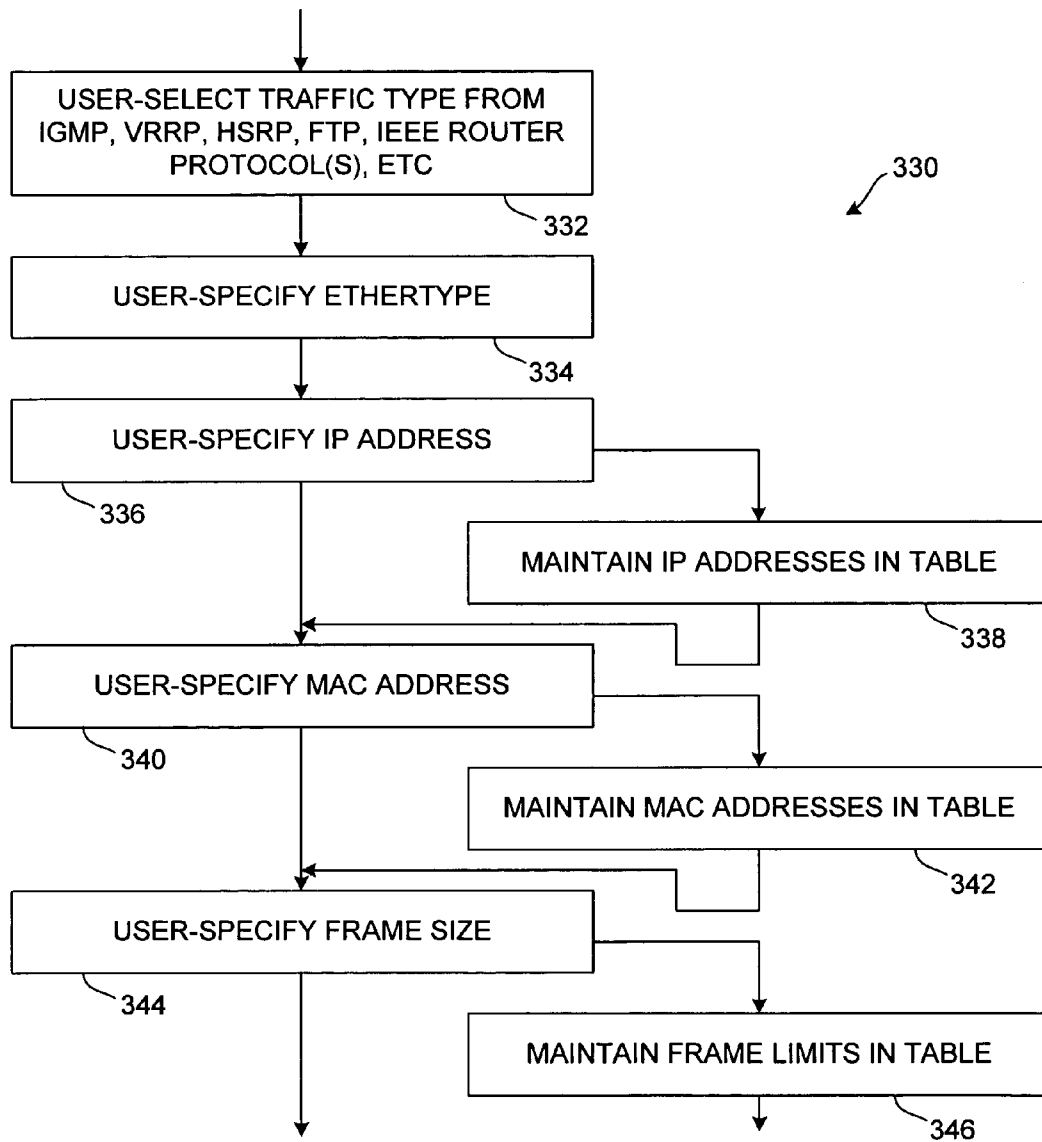 USER-SELECT TRAFFIC TYPE FROM
IGMP, VRRP, HSRP, FTP, IEEE ROUTER
PROTOCOL(S), ETC
330
332
USER-SPECIFY ETHERTYPE
334
USER-SPECIFY IP ADDRESS
336
MAINTAIN IP ADDRESSES IN TABLE
338
USER-SPECIFY MAC ADDRESS
340
MAINTAIN MAC ADDRESSES IN TABLE
342
USER-SPECIFY FRAME SIZE
344
MAINTAIN FRAME LIMITS IN TABLE
346